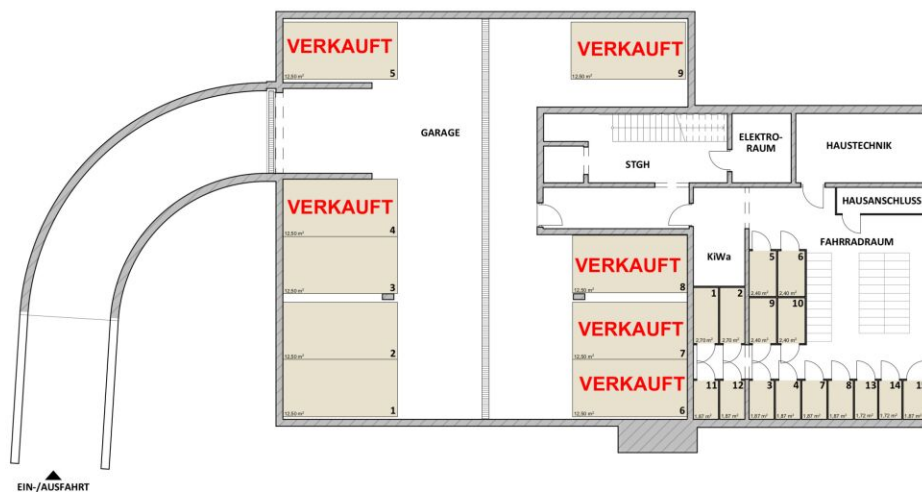 VERKAUFT
12,50 m²
5
VERKAUFT
12,50 m²
9
GARAGE
STGH
ELEKTRO-
RAUM
HAUSTECHNIK
HAUSANSCHLUSS
FAHRRADRAUM
KiWa
VERKAUFT
12,50 m²
4
12,50 m²
3
12,50 m²
2
12,50 m²
1
VERKAUFT
12,50 m²
8
VERKAUFT
12,50 m²
7
VERKAUFT
12,50 m²
6
5
2,40 m²
6
2,40 m²
1
2,70 m²
2
2,70 m²
9
2,40 m²
10
2,40 m²
11
1,87 m²
12
1,87 m²
3
1,87 m²
4
1,87 m²
7
1,87 m²
8
1,87 m²
13
1,72 m²
14
1,72 m²
1,87 m²
EIN-/AUSFAHRT